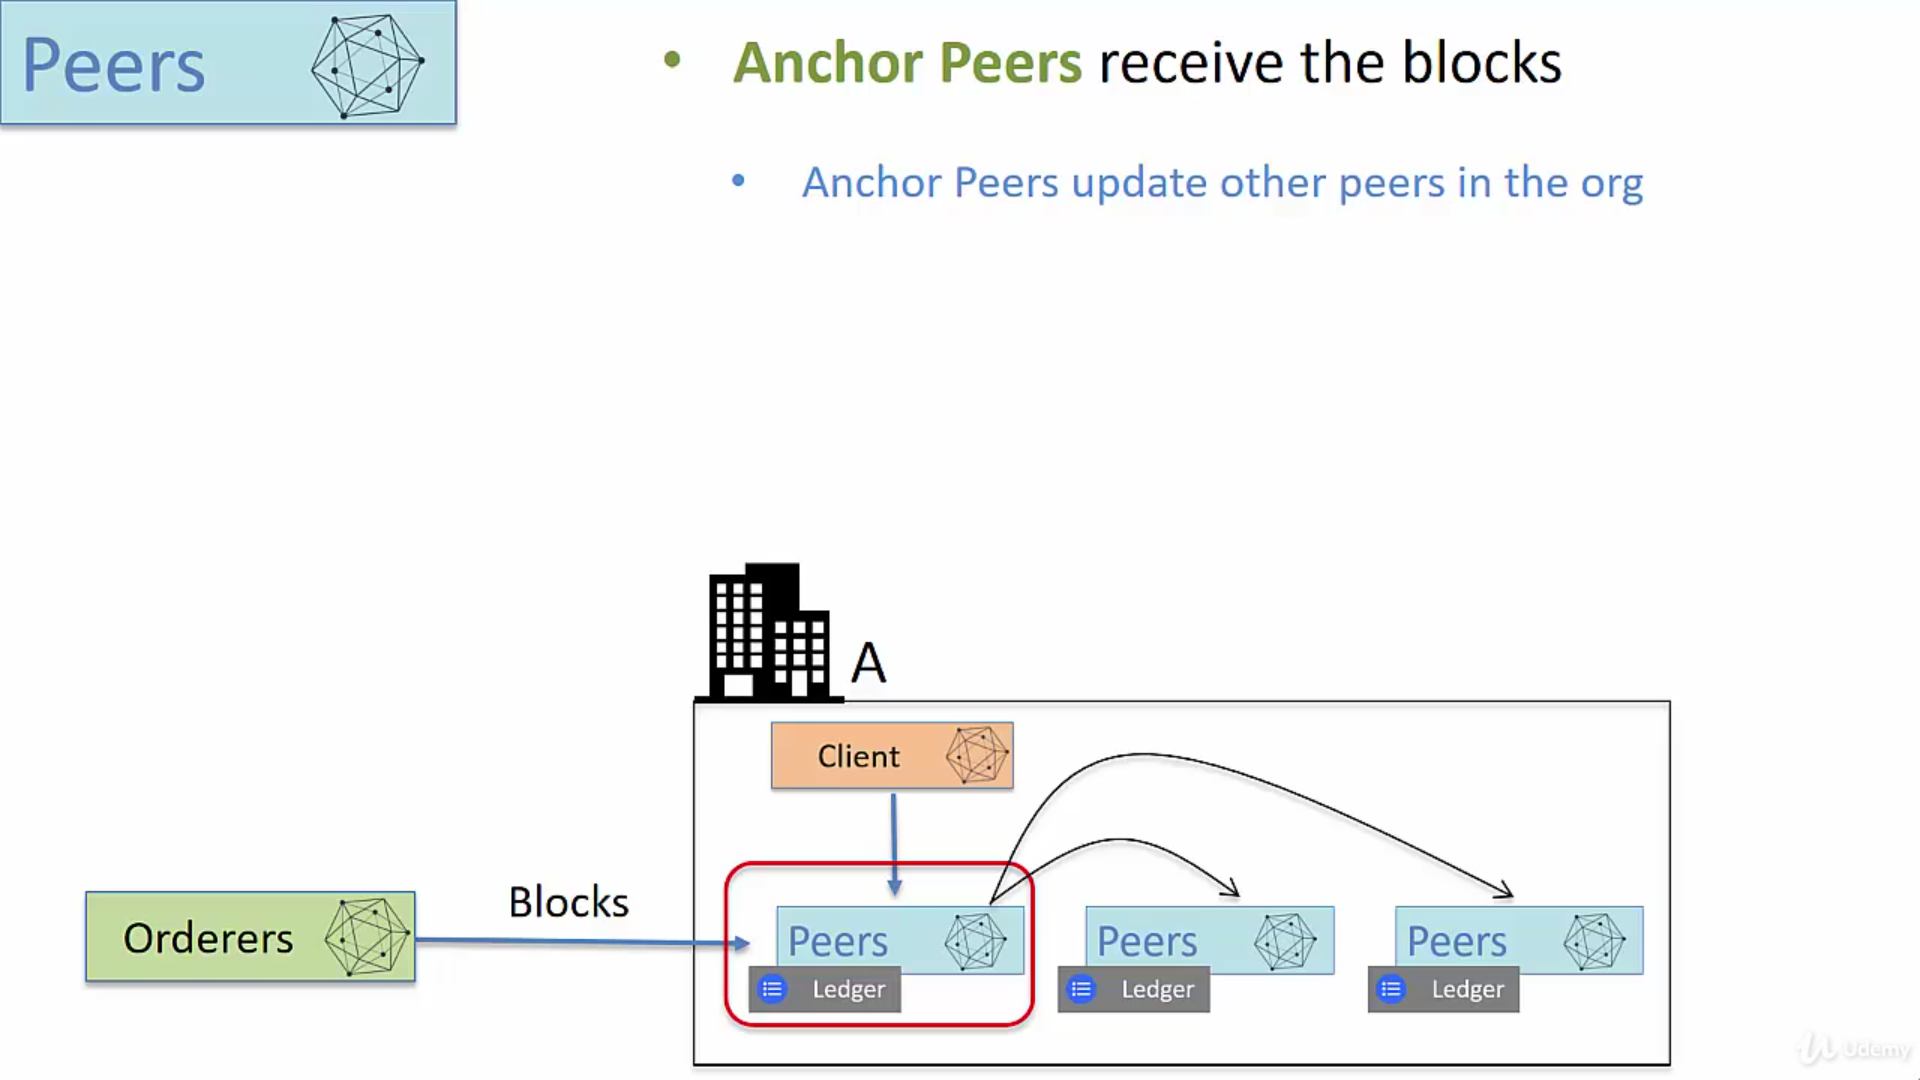 Peers
• Anchor Peers receive the blocks
• Anchor Peers update other peers in the org
A
Client
Orderers
Blocks
Peers
Peers
Peers
Ledger
Ledger
Ledger
Udemy